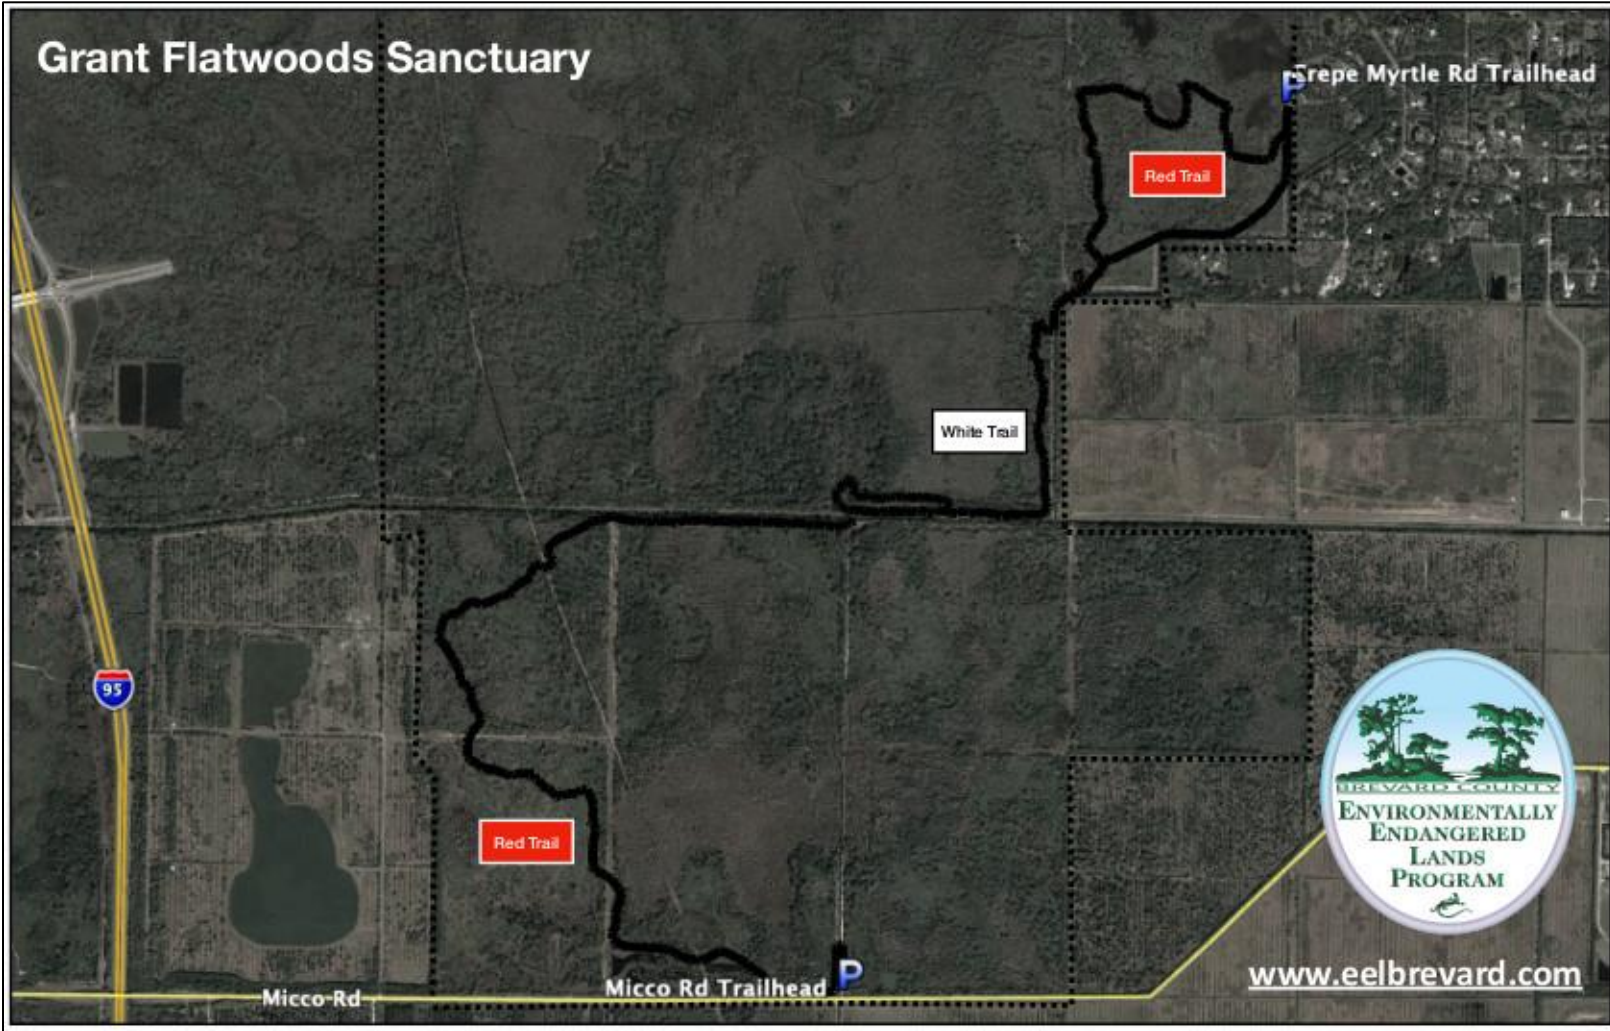 Grant Flatwoods Sanctuary
Crepe Myrtle Rd Trailhead
P
Red Trail
White Trail
95
Red Trail
BREVARD COUNTY
ENVIRONMENTALLY
ENDANGERED
LANDS
PROGRAM
Micco Rd Trailhead
P
Micco Rd
www.eelbrevard.com